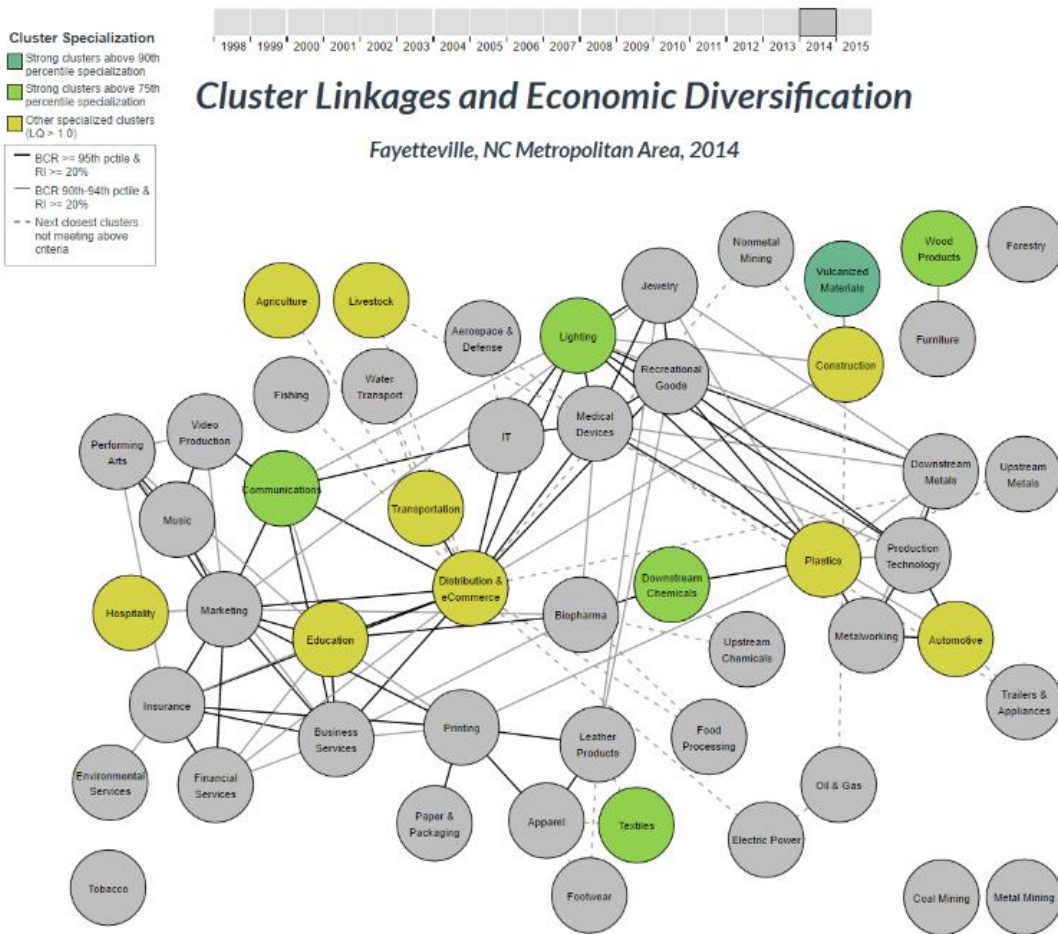 1998 1999 2000 2001 2002 2003 2004 2005 2006 2007 2008 2009 2010 2011 2012 2013 2014 2015
Cluster Specialization
Strong clusters above 90th
percentile specialization
Strong clusters above 75th
percentile specialization
Other specialized clusters
(LQ > 1.0)
BCR >= 95th pctile &
RI >= 20%
BCR 90th-94th pctile &
RI >= 20%
Next closest clusters
not meeting above
criteria
Cluster Linkages and Economic Diversification
Fayetteville, NC Metropolitan Area, 2014
Agriculture
Livestock
Aerospace &
Defense
Lighting
Jewelry
Nonmetal
Mining
Vulcanized
Materials
Wood
Products
Forestry
Fishing
Water
Transport
Recreational
Goods
Construction
Furniture
Performing
Arts
Video
Production
IT
Medical
Devices
Downstream
Metals
Upstream
Metals
Communications
Music
Transportation
Plastics
Production
Technology
Hospitality
Marketing
Education
Distribution &
eCommerce
Biopharma
Downstream
Chemicals
Upstream
Chemicals
Metalworking
Automotive
Insurance
Business
Services
Printing
Leather
Products
Food
Processing
Trailers &
Appliances
Environmental
Services
Financial
Services
Paper &
Packaging
Apparel
Textiles
Electric Power
Oil & Gas
Tobacco
Footwear
Coal Mining
Metal Mining